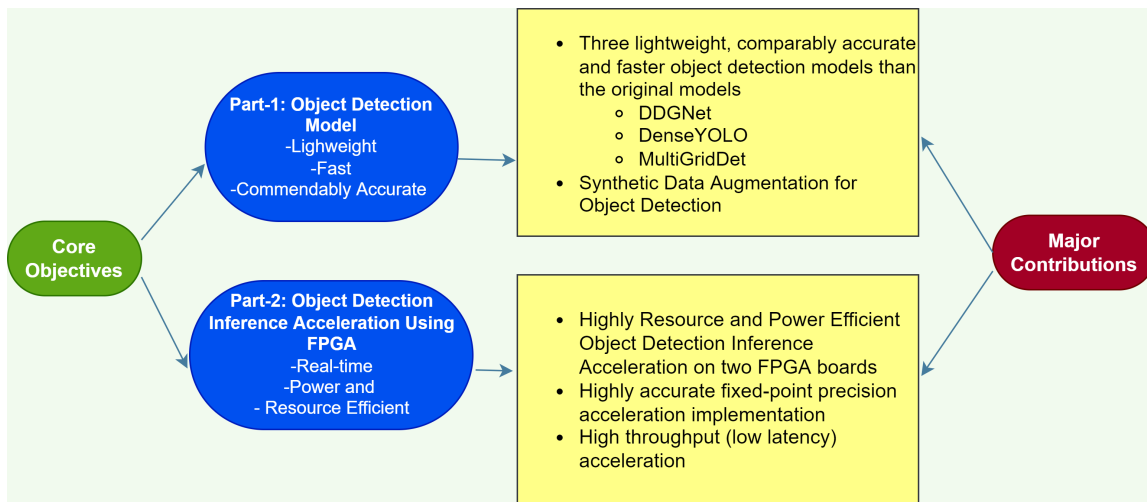 Core
Objectives
Part-1: Object Detection
Model
-Lighweight
-Fast
-Commendably Accurate
Part-2: Object Detection
Inference Acceleration Using
FPGA
-Real-time
-Power and
- Resource Efficient
• Three lightweight, comparably accurate
and faster object detection models than
the original models
∘ DDGNet
∘ DenseYOLO
∘ MultiGridDet
• Synthetic Data Augmentation for
Object Detection
• Highly Resource and Power Efficient
Object Detection Inference
Acceleration on two FPGA boards
• Highly accurate fixed-point precision
acceleration implementation
• High throughput (low latency)
acceleration
Major
Contributions